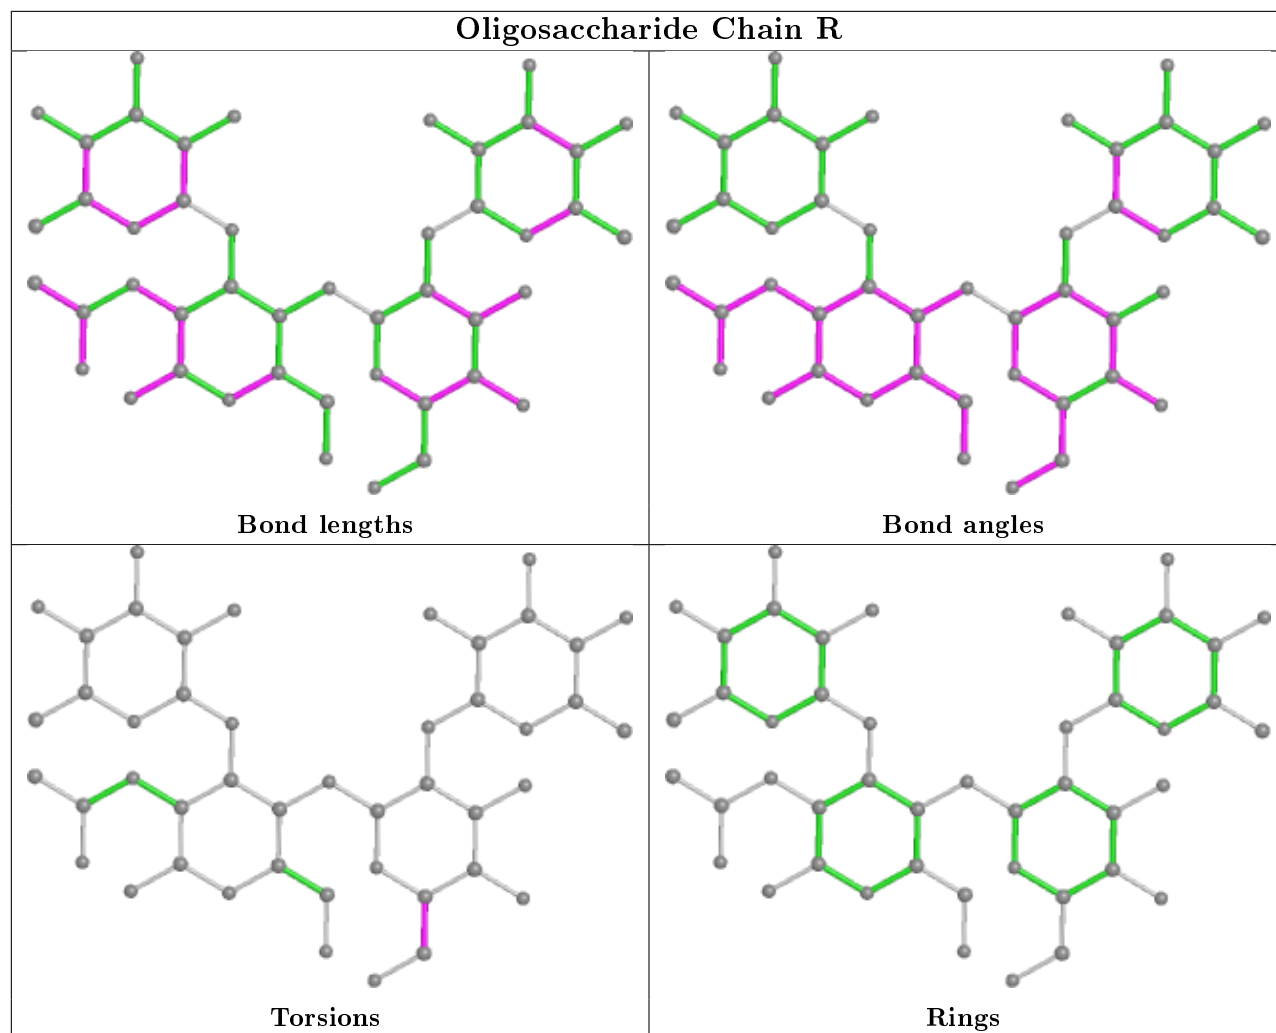 Oligosaccharide Chain R
Bond lengths
Bond angles
Torsions
Rings